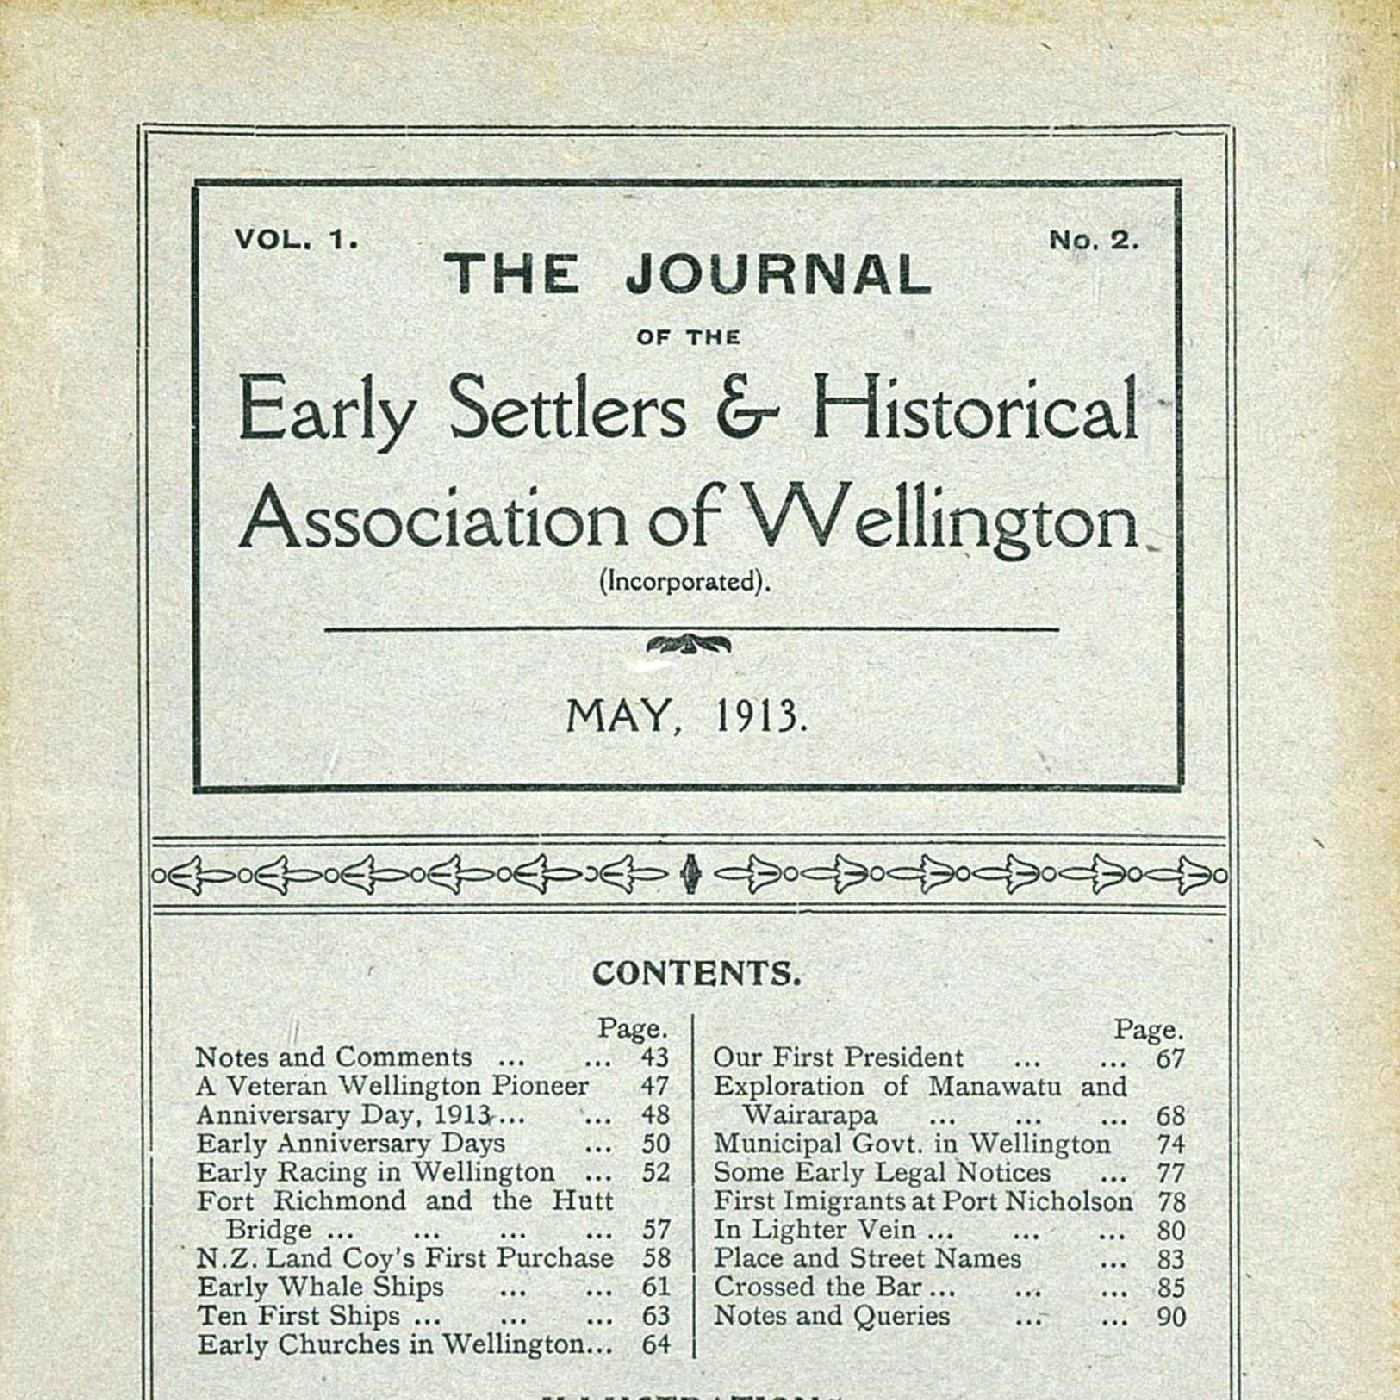 VOL. 1.
No. 2.
THE JOURNAL
OF THE
Early Settlers & Historical
Association of Wellington
(Incorporated).
MAY, 1913.
CONTENTS.
Page.
Notes and Comments ... ... 43
A Veteran Wellington Pioneer 47
Anniversary Day, 1913 ... ... 48
Early Anniversary Days ... 50
Early Racing in Wellington ... 52
Fort Richmond and the Hutt
Bridge ... ... ... ... 57
N.Z. Land Coy's First Purchase 58
Early Whale Ships ... ... 61
Ten First Ships ... ... ... 63
Early Churches in Wellington... 64
Page.
Our First President ... ... 67
Exploration of Manawatu and
Wairarapa ... ... ... 68
Municipal Govt. in Wellington 74
Some Early Legal Notices ... 77
First Imigrants at Port Nicholson 78
In Lighter Vein ... ... ... 80
Place and Street Names ... 83
Crossed the Bar ... ... ... 85
Notes and Queries ... ... 90